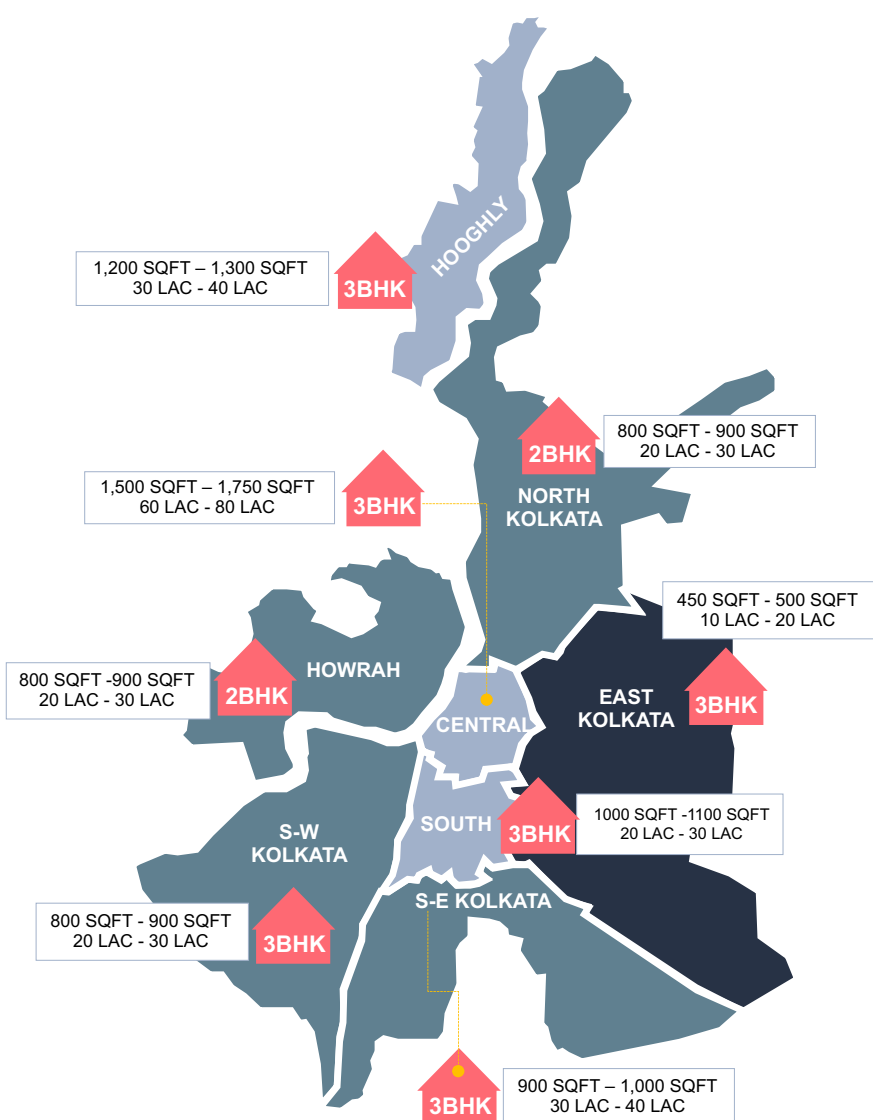 HOOGHLY
1,200 SQFT – 1,300 SQFT
30 LAC - 40 LAC
3BHK
2BHK
800 SQFT - 900 SQFT
20 LAC - 30 LAC
1,500 SQFT – 1,750 SQFT
60 LAC - 80 LAC
3BHK
NORTH
KOLKATA
450 SQFT - 500 SQFT
10 LAC - 20 LAC
HOWRAH
800 SQFT -900 SQFT
20 LAC - 30 LAC
2BHK
EAST
KOLKATA
3BHK
CENTRAL
1000 SQFT -1100 SQFT
20 LAC - 30 LAC
SOUTH
3BHK
S-W
KOLKATA
S-E KOLKATA
800 SQFT - 900 SQFT
20 LAC - 30 LAC
3BHK
900 SQFT – 1,000 SQFT
30 LAC - 40 LAC
3BHK